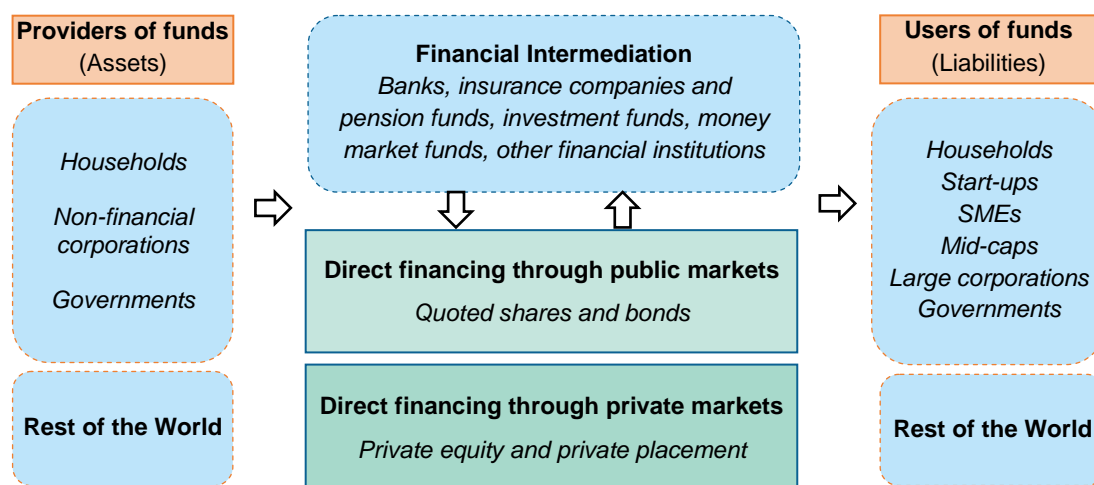 Providers of funds
(Assets)
Households
Non-financial
corporations
Governments
Rest of the World
Financial Intermediation
Banks, insurance companies and
pension funds, investment funds, money
market funds, other financial institutions
Direct financing through public markets
Quoted shares and bonds
Direct financing through private markets
Private equity and private placement
Users of funds
(Liabilities)
Households
Start-ups
SMEs
Mid-caps
Large corporations
Governments
Rest of the World